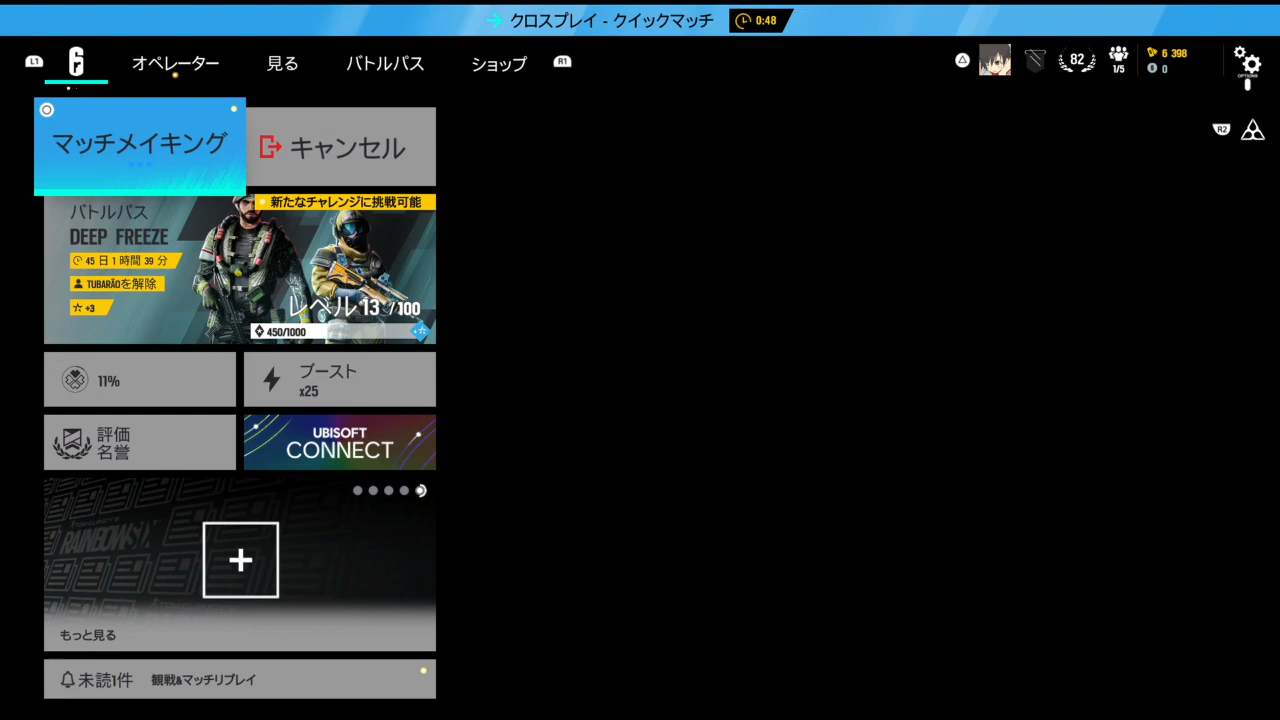 クロスプレイ - クイックマッチ 0:48
L1 オペレーター 見る バトルパス ショップ R1
82 1/5 6 398
0
OPTIONS
R2
マッチメイキング キャンセル
新たなチャレンジに挑戦可能
バトルパス
DEEP FREEZE
45 日 1 時間 39 分
TUBARÃOを解除
+3
レベル 13 /100
450/1000
11%
ブースト
x25
評価
名誉
UBISOFT
CONNECT
RAINBOWSIX
もっと見る
未読1件 観戦&マッチリプレイ